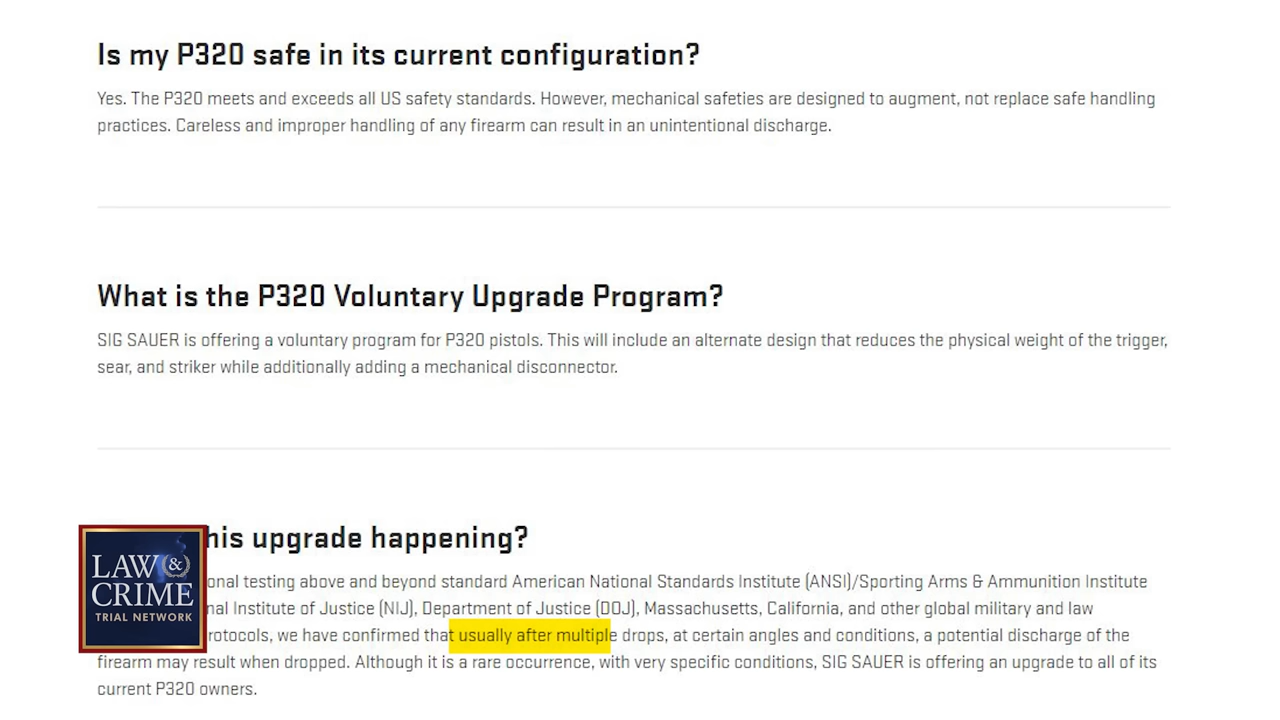 Is my P320 safe in its current configuration?
Yes. The P320 meets and exceeds all US safety standards. However, mechanical safeties are designed to augment, not replace safe handling
practices. Careless and improper handling of any firearm can result in an unintentional discharge.
What is the P320 Voluntary Upgrade Program?
SIG SAUER is offering a voluntary program for P320 pistols. This will include an alternate design that reduces the physical weight of the trigger,
sear, and striker while additionally adding a mechanical disconnector.
his upgrade happening?
onal testing above and beyond standard American National Standards Institute (ANSI)/Sporting Arms & Ammunition Institute
nal Institute of Justice (NIJ), Department of Justice (DOJ), Massachusetts, California, and other global military and law
rotocols, we have confirmed that usually after multiple drops, at certain angles and conditions, a potential discharge of the
firearm may result when dropped. Although it is a rare occurrence, with very specific conditions, SIG SAUER is offering an upgrade to all of its
current P320 owners.
LAW &
CRIME
TRIAL NETWORK